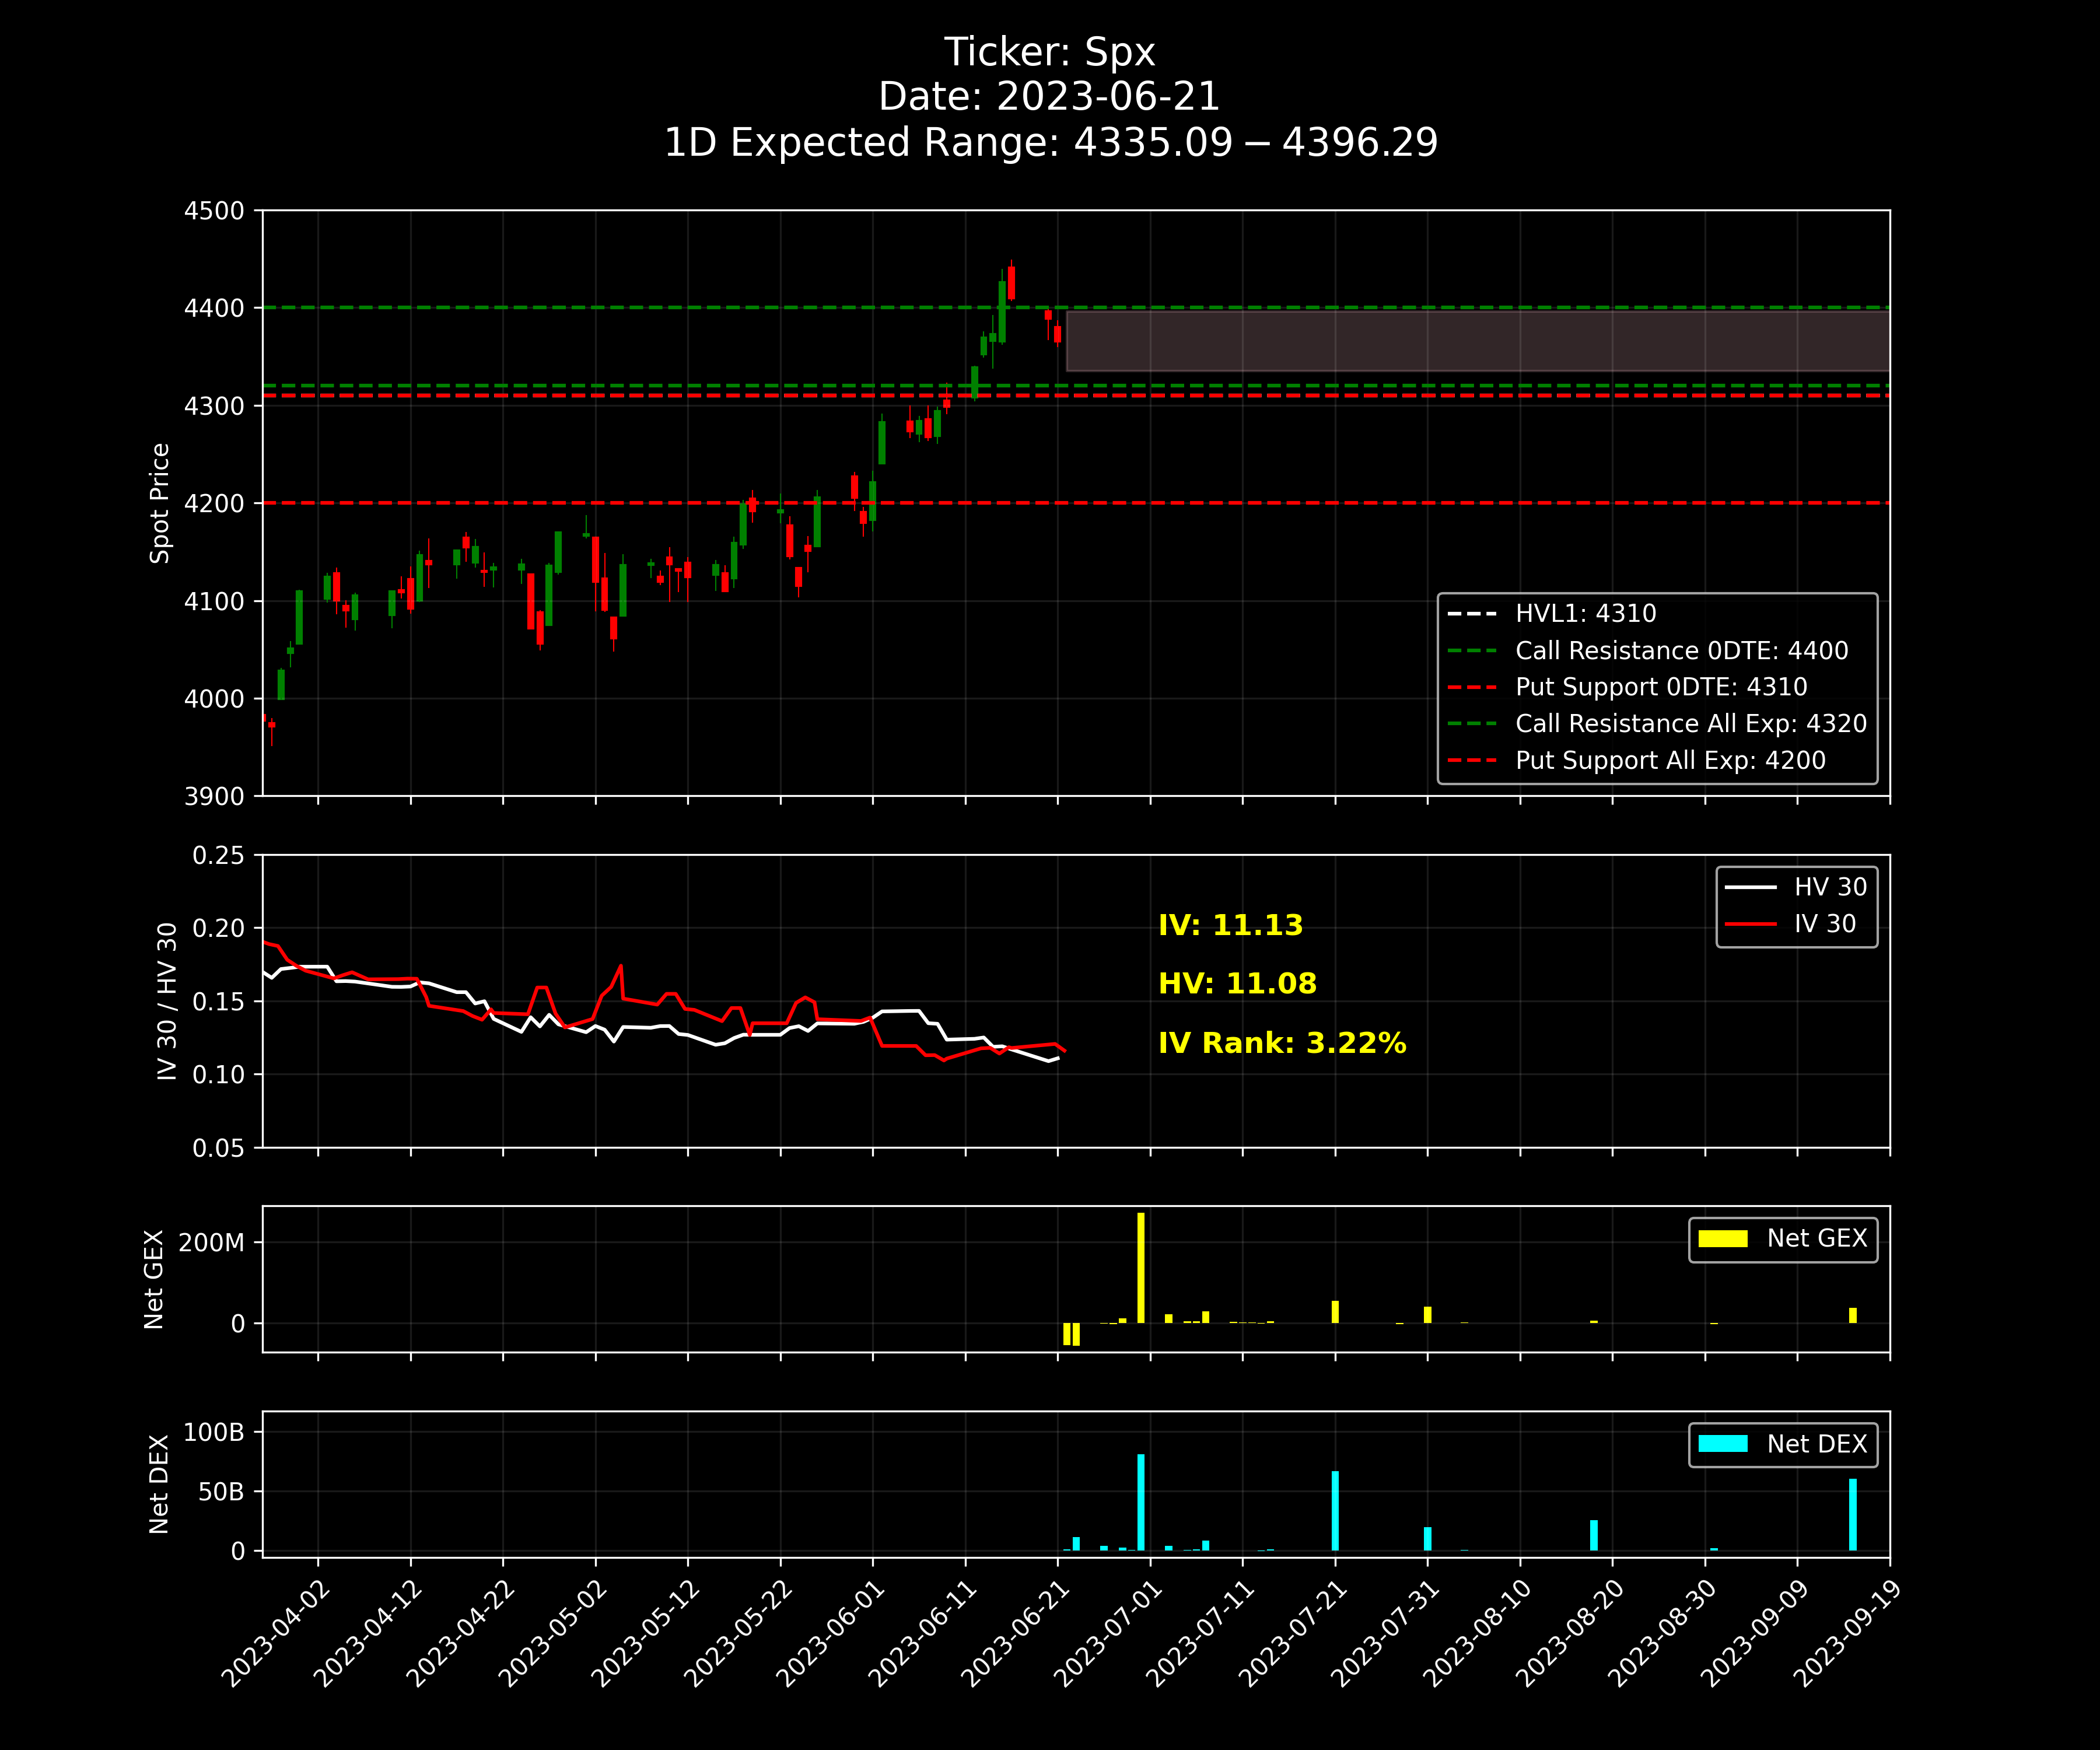 Ticker: Spx
Date: 2023-06-21
1D Expected Range: 4335.09 − 4396.29
4500
4400
4300
4200
4100
4000
3900
Spot Price
HVL1: 4310
Call Resistance 0DTE: 4400
Put Support 0DTE: 4310
Call Resistance All Exp: 4320
Put Support All Exp: 4200
0.25
0.20
0.15
0.10
0.05
IV 30 / HV 30
IV: 11.13
HV: 11.08
IV Rank: 3.22%
HV 30
IV 30
200M
0
Net GEX
Net GEX
100B
50B
0
Net DEX
Net DEX
2023-04-02
2023-04-12
2023-04-22
2023-05-02
2023-05-12
2023-05-22
2023-06-01
2023-06-11
2023-06-21
2023-07-01
2023-07-11
2023-07-21
2023-07-31
2023-08-10
2023-08-20
2023-08-30
2023-09-09
2023-09-19